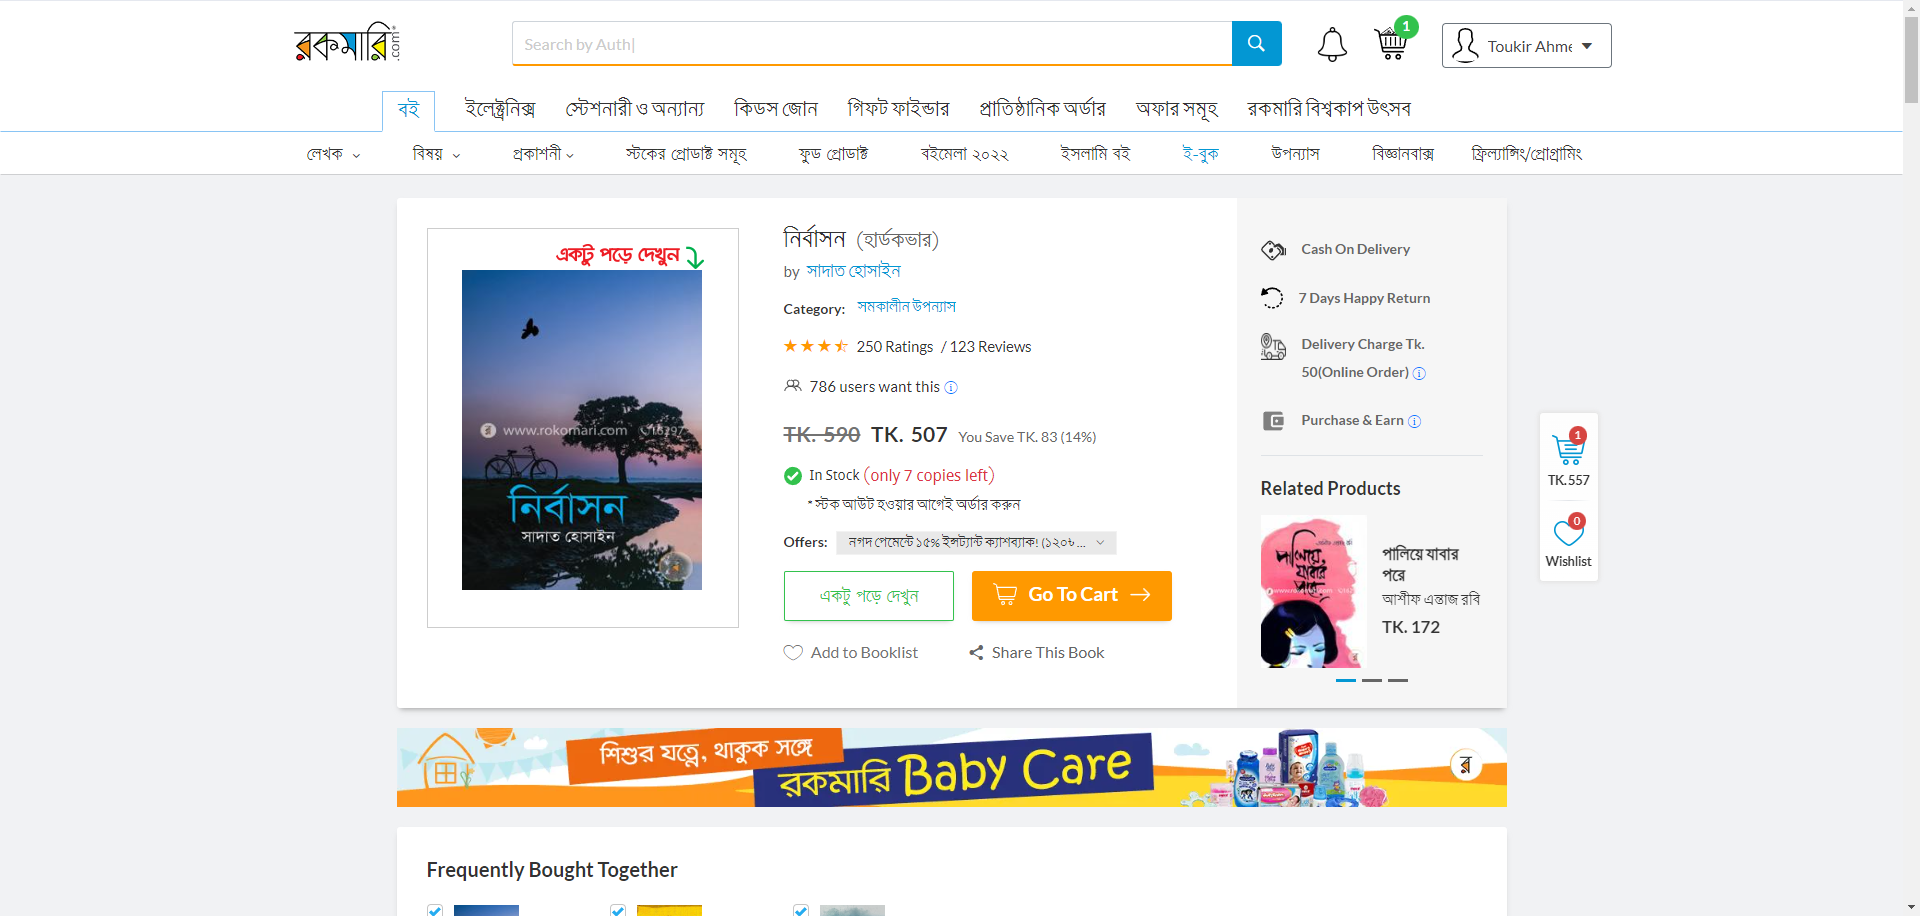 রকমারি.com
Search by Auth
1
Toukir Ahme
বই ইলেক্ট্রনিক্স স্টেশনারী ও অন্যান্য কিডস জোন গিফট ফাইন্ডার প্রাতিষ্ঠানিক অর্ডার অফার সমূহ রকমারি বিশ্বকাপ উৎসব
লেখক বিষয় প্রকাশনী স্টকের প্রোডাক্ট সমূহ ফুড প্রোডাক্ট বইমেলা ২০২২ ইসলামি বই ই-বুক উপন্যাস বিজ্ঞানবাক্স ফ্রিল্যান্সিং/প্রোগ্রামিং
একটু পড়ে দেখুন
www.rokomari.com 16297
নির্বাসন
সাদাত হোসাইন
নির্বাসন (হার্ডকভার)
by সাদাত হোসাইন
Category: সমকালীন উপন্যাস
250 Ratings / 123 Reviews
786 users want this
TK. 590 TK. 507 You Save TK. 83 (14%)
In Stock (only 7 copies left)
* স্টক আউট হওয়ার আগেই অর্ডার করুন
Offers: নগদ পেমেন্টে ১৫% ইন্সট্যান্ট ক্যাশব্যাক! (১২০৳ ...
একটু পড়ে দেখুন Go To Cart
Add to Booklist Share This Book
Cash On Delivery
7 Days Happy Return
Delivery Charge Tk.
50(Online Order)
Purchase & Earn
Related Products
পালিয়ে যাবার পরে
পালিয়ে যাবার
পরে
আশীফ এন্তাজ রবি
TK. 172
1
TK.557
0
Wishlist
শিশুর যত্নে, থাকুক সঙ্গে
রকমারি Baby Care
র
Frequently Bought Together